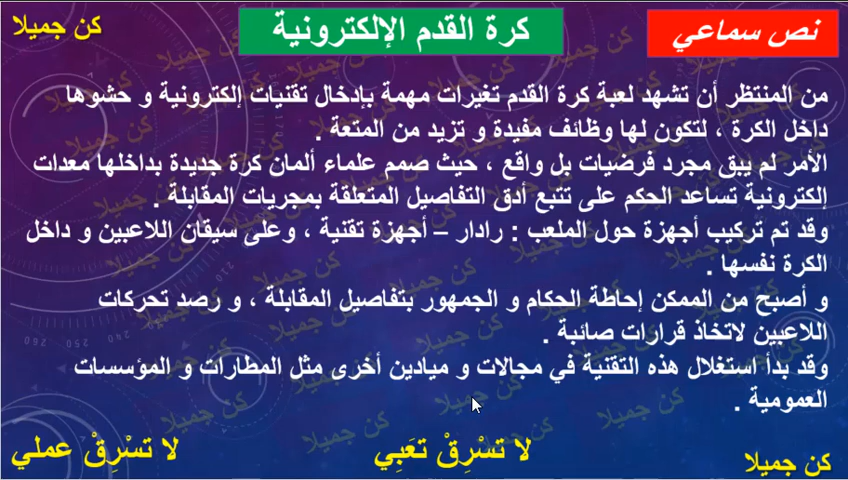 نص سماعي
كرة القدم الإلكترونية
كن جميلا
من المنتظر أن تشهد لعبة كرة القدم تغيرات مهمة بإدخال تقنيات إلكترونية و حشوها
داخل الكرة ، لتكون لها وظائف مفيدة و تزيد من المتعة .
الأمر لم يبق مجرد فرضيات بل واقع ، حيث صمم علماء ألمان كرة جديدة بداخلها معدات
إلكترونية تساعد الحكم على تتبع أدق التفاصيل المتعلقة بمجريات المقابلة .
وقد تم تركيب أجهزة حول الملعب : رادار – أجهزة تقنية ، وعلى سيقان اللاعبين و داخل
الكرة نفسها .
و أصبح من الممكن إحاطة الحكام و الجمهور بتفاصيل المقابلة ، و رصد تحركات
اللاعبين لاتخاذ قرارات صائبة .
وقد بدأ استغلال هذه التقنية في مجالات و ميادين أخرى مثل المطارات و المؤسسات
العمومية .
كن جميلا
لا تسْرِقْ تعَبِي
لا تسْرِقْ عملي